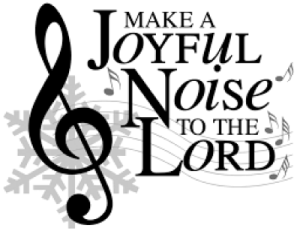 MAKE A
JOYFUL
NOISE
TO THE
LORD